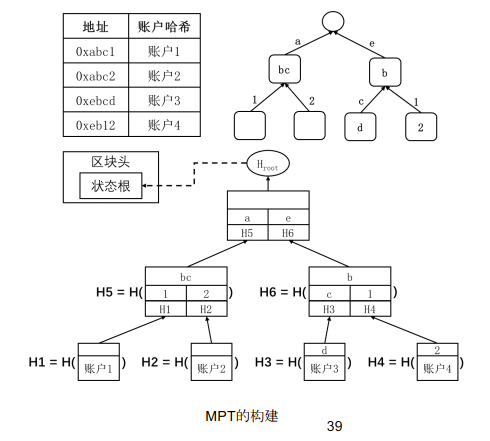 地址 账户哈希
0xabc1 账户1
0xabc2 账户2
0xebcd 账户3
0xeb12 账户4
a e
bc b
1 2 c 1
d 2
区块头
状态根
Hroot
a e
H5 H6
H5 = H( bc ) H6 = H( b )
1 2 c 1
H1 H2 H3 H4
H1 = H( 账户1 ) H2 = H( 账户2 ) H3 = H( d 账户3 ) H4 = H( 2 账户4 )
MPT的构建
39